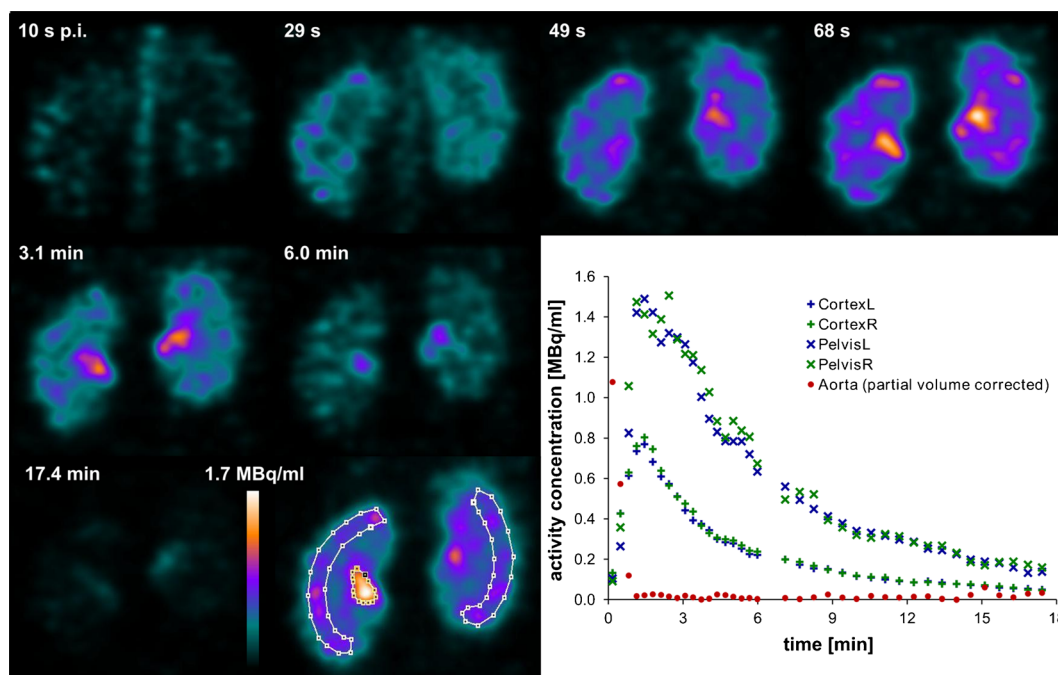 10 s p.i.
29 s
49 s
68 s
3.1 min
6.0 min
17.4 min
1.7 MBq/ml
activity concentration [MBq/ml]
1.6
1.4
1.2
1.0
0.8
0.6
0.4
0.2
0.0
CortexL
CortexR
PelvisL
PelvisR
Aorta (partial volume corrected)
0
3
6
9
12
15
18
time [min]